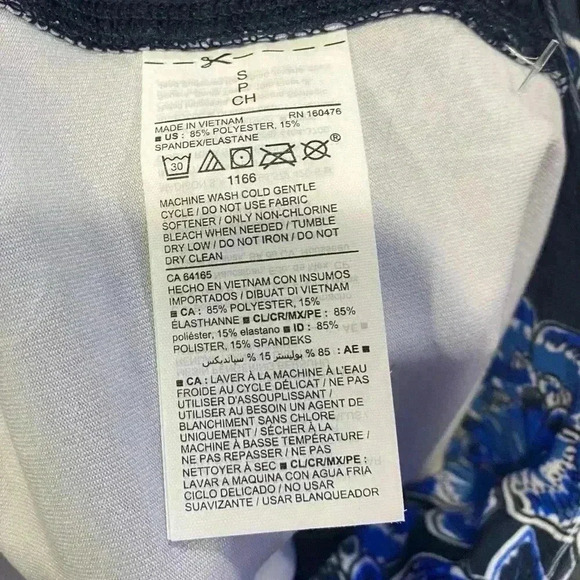 S
P
CH
MADE IN VIETNAM RN 160476
■ US : 85% POLYESTER, 15%
SPANDEX/ELASTANE
30 ®
1166
MACHINE WASH COLD GENTLE
CYCLE / DO NOT USE FABRIC
SOFTENER / ONLY NON-CHLORINE
BLEACH WHEN NEEDED / TUMBLE
DRY LOW / DO NOT IRON / DO NOT
DRY CLEAN
CA 64165
HECHO EN VIETNAM CON INSUMOS
IMPORTADOS / DIBUAT DI VIETNAM
■ CA : 85% POLYESTER, 15%
ÉLASTHANNE ■ CL/CR/MX/PE : 85%
poliéster, 15% elastano ■ ID : 85%
POLISTER, 15% SPANDEKS
■ AE : 85 % بوليستر 15 % سباندكس
■ CA : LAVER À LA MACHINE À L'EAU
FROIDE AU CYCLE DÉLICAT / NE PAS
UTILISER D'ASSOUPLISSANT /
UTILISER AU BESOIN UN AGENT DE
BLANCHIMENT SANS CHLORE
UNIQUEMENT / SÉCHER À LA
MACHINE À BASSE TEMPÉRATURE /
NE PAS REPASSER / NE PAS
NETTOYER À SEC ■ CL/CR/MX/PE :
LAVAR A MAQUINA CON AGUA FRIA
CICLO DELICADO / NO USAR
SUAVIZANTE / USAR BLANQUEADOR